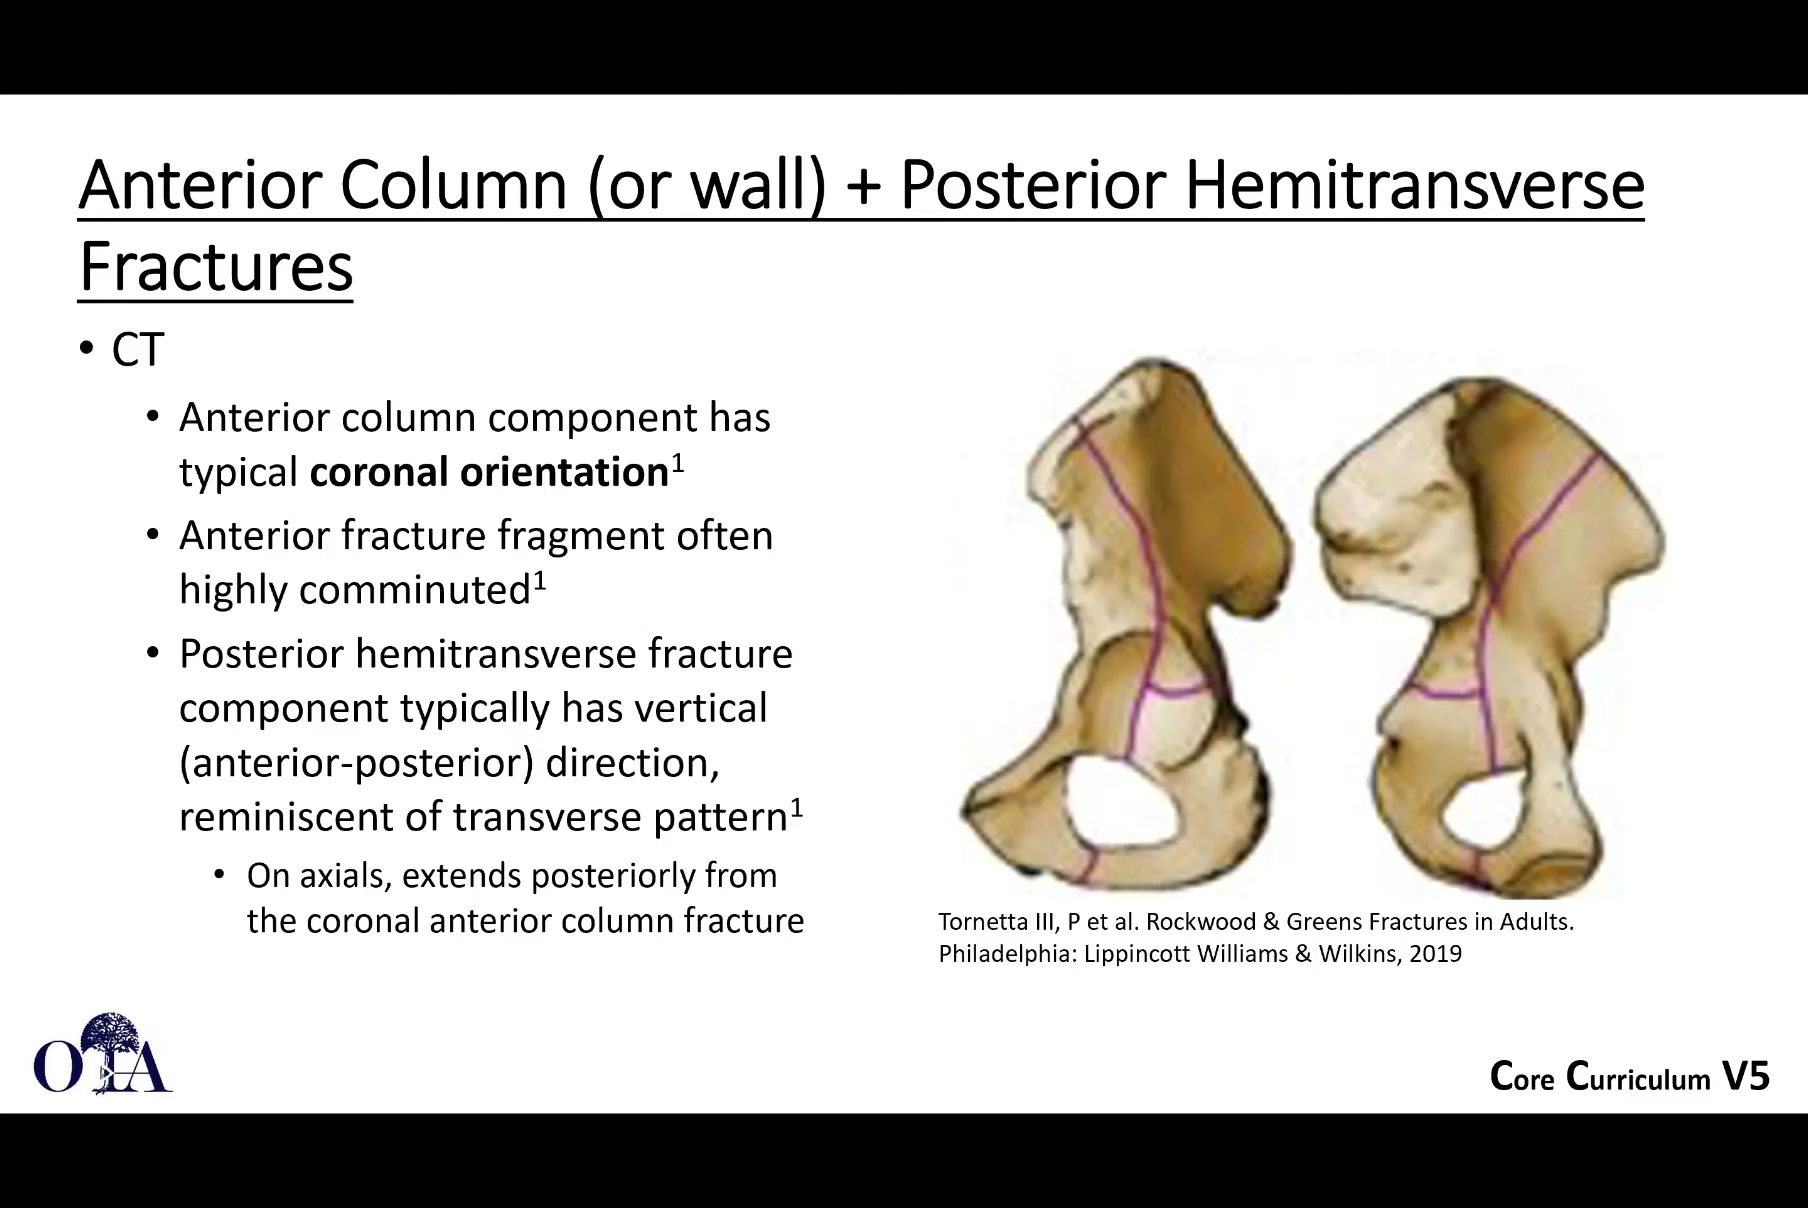 Anterior Column (or wall) + Posterior Hemitransverse
Fractures
• CT
• Anterior column component has
typical coronal orientation¹
• Anterior fracture fragment often
highly comminuted¹
• Posterior hemitransverse fracture
component typically has vertical
(anterior-posterior) direction,
reminiscent of transverse pattern¹
• On axials, extends posteriorly from
the coronal anterior column fracture
Tornetta III, P et al. Rockwood & Greens Fractures in Adults.
Philadelphia: Lippincott Williams & Wilkins, 2019
OTA
Core Curriculum V5